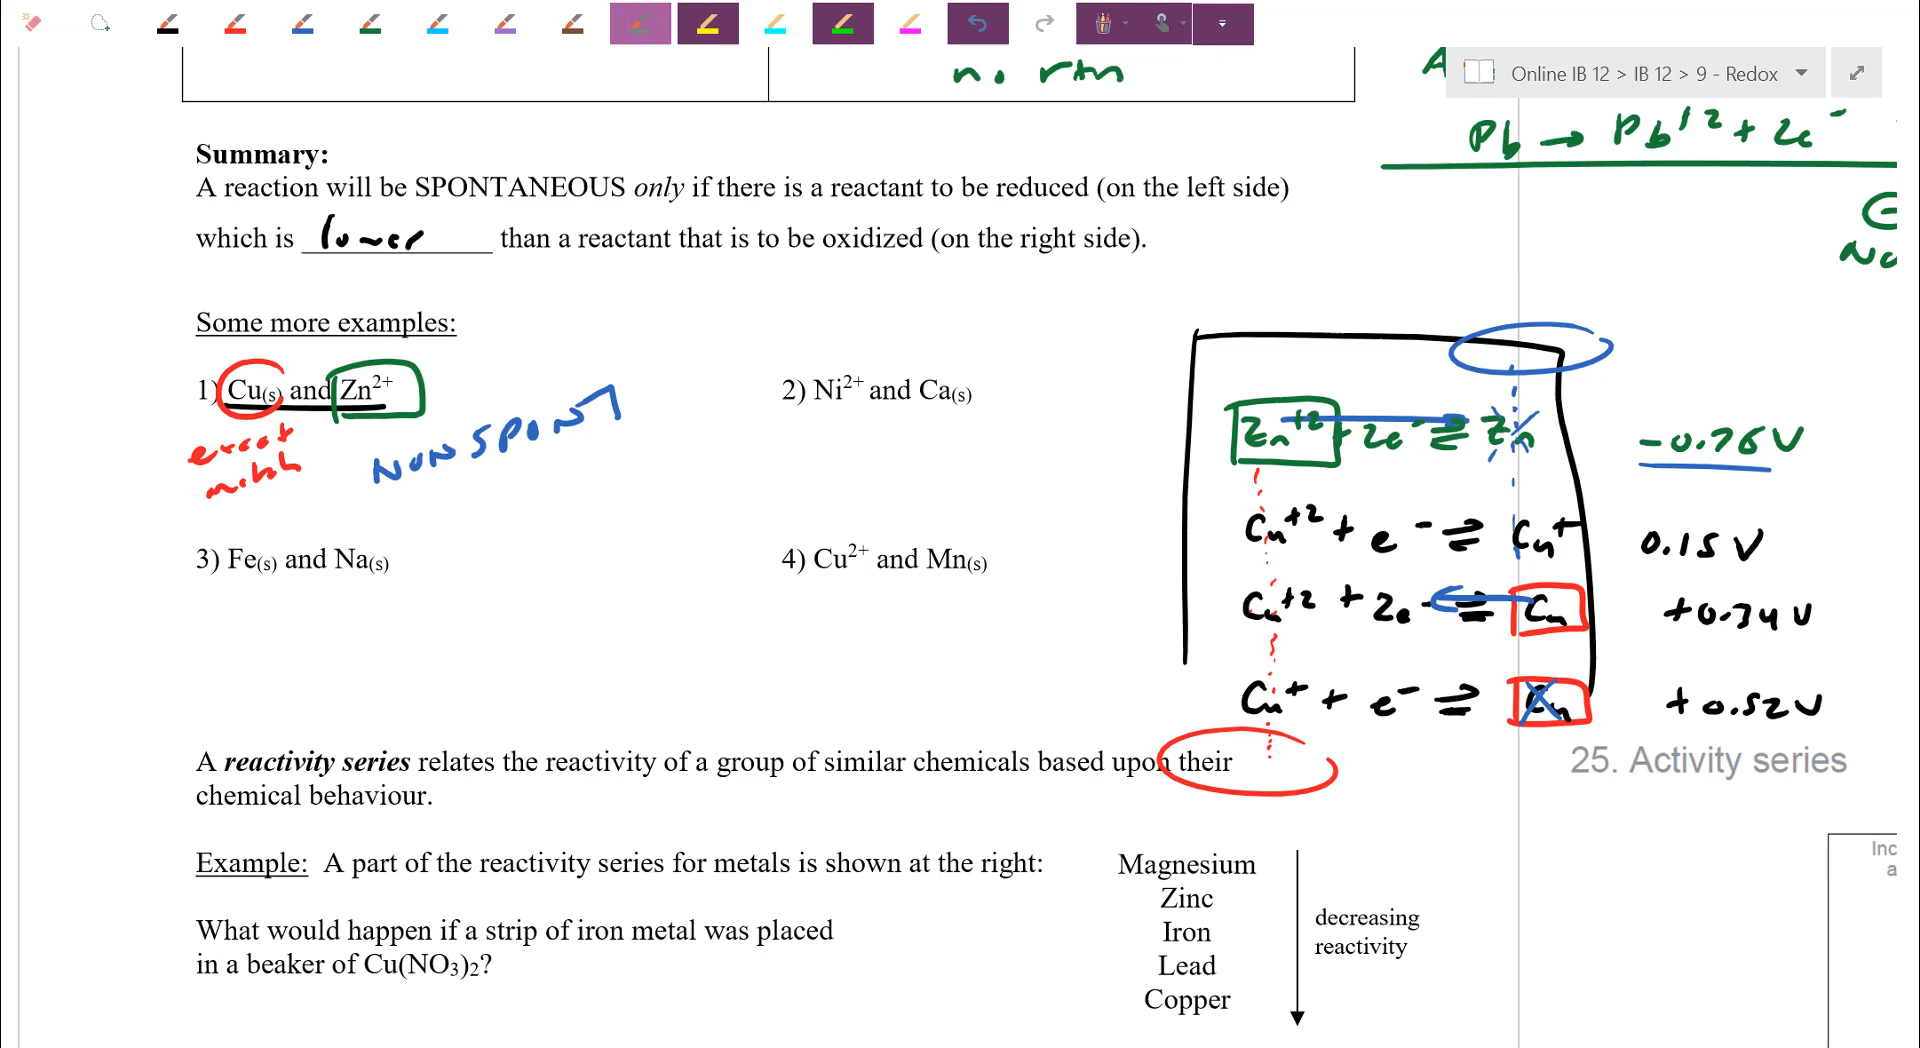 no rxn
A
Online IB 12 > IB 12 > 9 - Redox
Pb → Pb+2 + 2e-
Summary:
A reaction will be SPONTANEOUS only if there is a reactant to be reduced (on the left side)
which is lower than a reactant that is to be oxidized (on the right side).
No
Some more examples:
1) Cu(s) and Zn2+
2) Ni2+ and Ca(s)
exact
match
NON SPONT
Zn+2 + 2e- ⇌ Zn -0.76V
Cu+2 + e- ⇌ Cu+ 0.15V
3) Fe(s) and Na(s)
4) Cu2+ and Mn(s)
Cu+2 + 2e- ⇌ Cu +0.34V
Cu+ + e- ⇌ Cu +0.52V
A reactivity series relates the reactivity of a group of similar chemicals based upon their
chemical behaviour.
25. Activity series
Example: A part of the reactivity series for metals is shown at the right:
What would happen if a strip of iron metal was placed
in a beaker of Cu(NO3)2?
Magnesium
Zinc
Iron
Lead
Copper
decreasing
reactivity
Inc
a